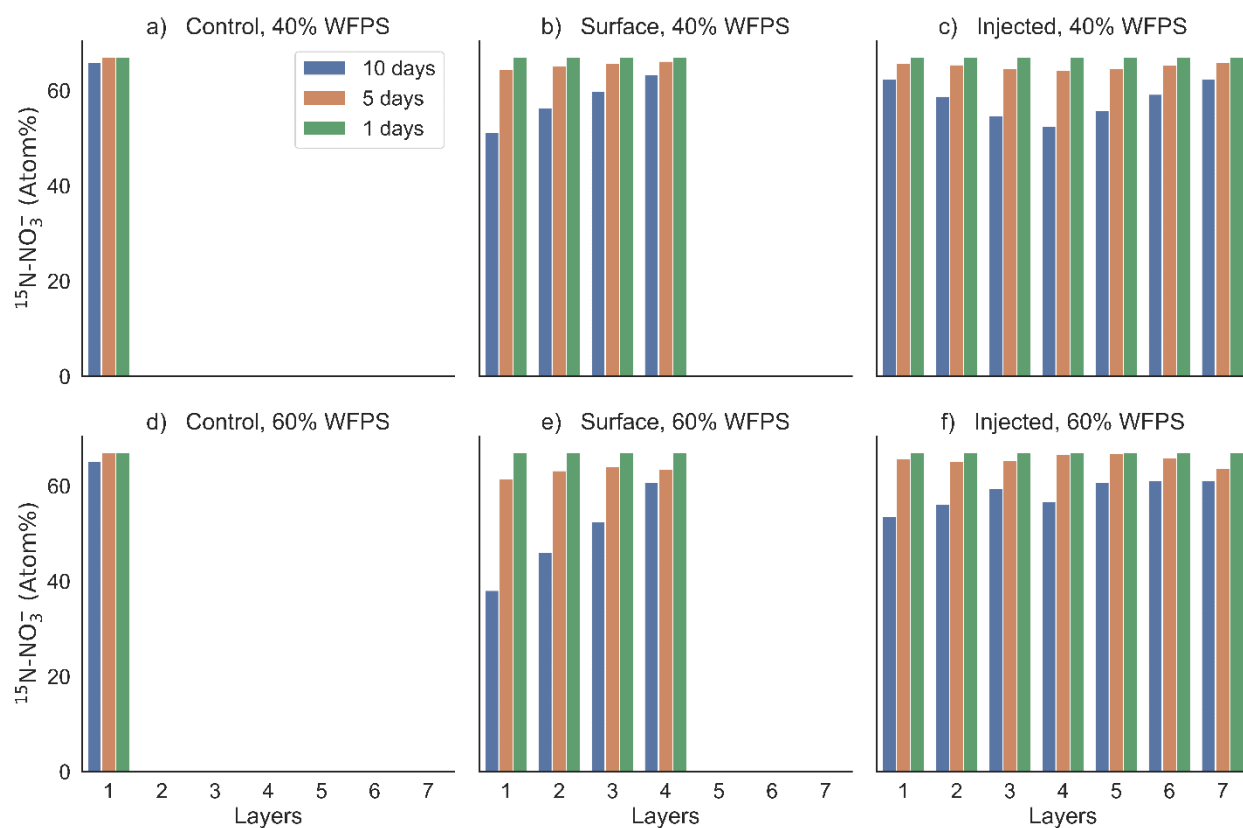 a) Control, 40% WFPS
b) Surface, 40% WFPS
c) Injected, 40% WFPS
10 days
5 days
1 days
60
40
20
0
¹⁵N-NO₃⁻ (Atom%)
d) Control, 60% WFPS
e) Surface, 60% WFPS
f) Injected, 60% WFPS
60
40
20
0
¹⁵N-NO₃⁻ (Atom%)
1 2 3 4 5 6 7
1 2 3 4 5 6 7
1 2 3 4 5 6 7
Layers
Layers
Layers